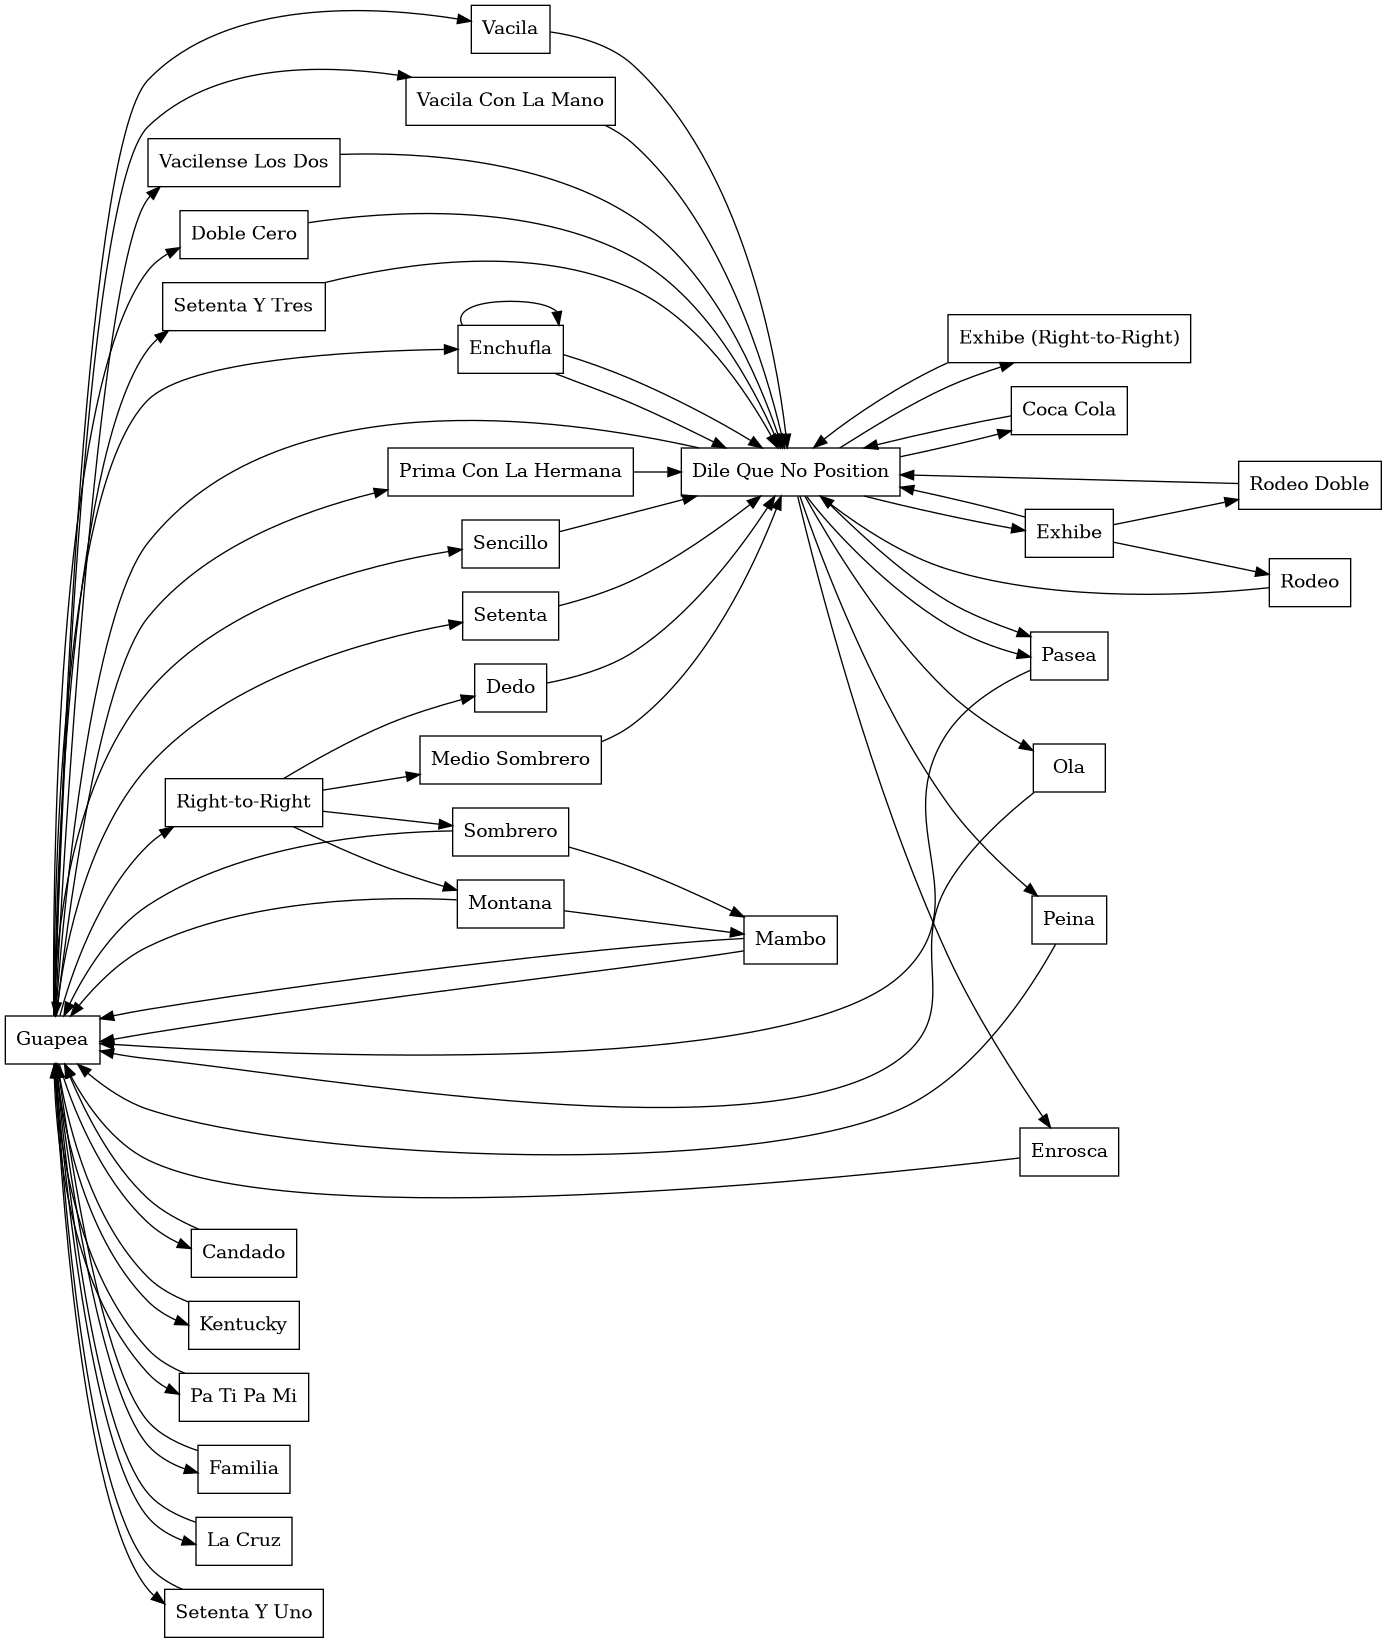 Vacila
Vacila Con La Mano
Vacilense Los Dos
Doble Cero
Setenta Y Tres
Enchufla
Exhibe (Right-to-Right)
Coca Cola
Prima Con La Hermana
Dile Que No Position
Rodeo Doble
Exhibe
Sencillo
Rodeo
Setenta
Pasea
Dedo
Medio Sombrero
Ola
Right-to-Right
Sombrero
Montana
Peina
Mambo
Guapea
Enrosca
Candado
Kentucky
Pa Ti Pa Mi
Familia
La Cruz
Setenta Y Uno